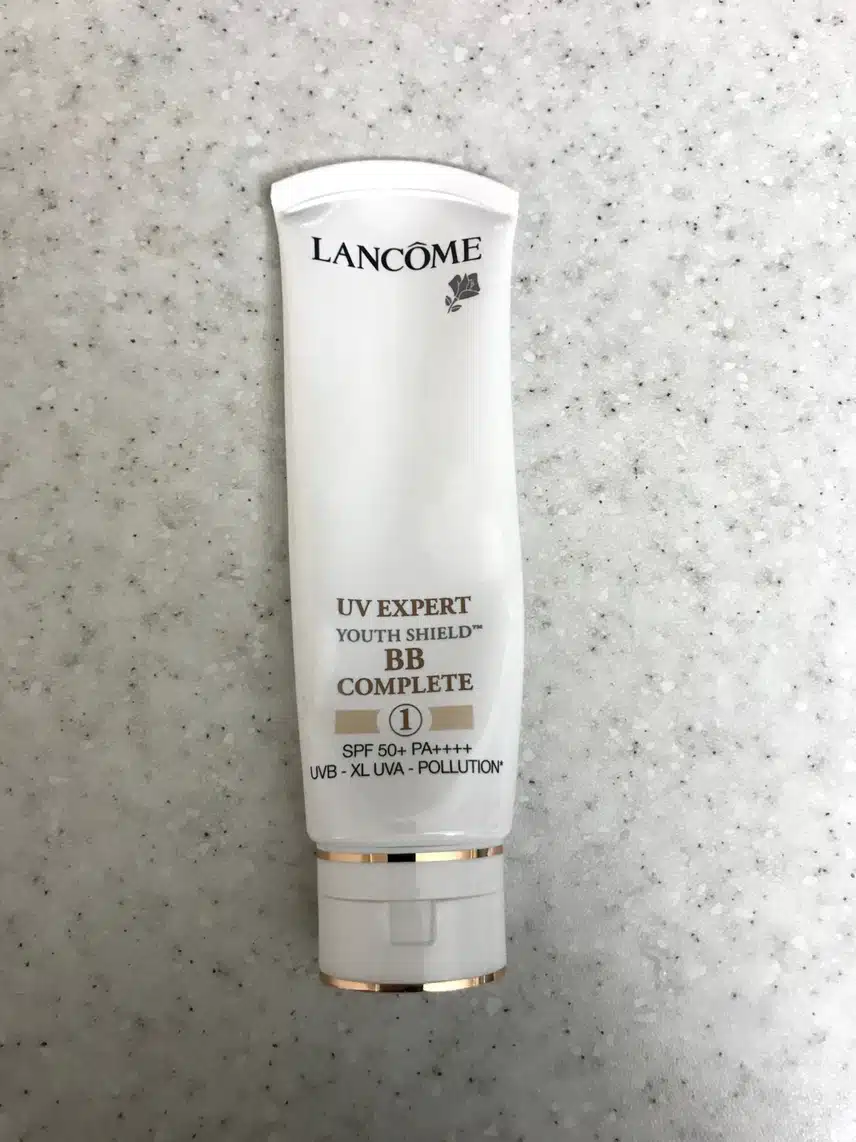 LANCÔME
UV EXPERT
YOUTH SHIELD™
BB
COMPLETE
①
SPF 50+ PA++++
UVB - XL UVA - POLLUTION*